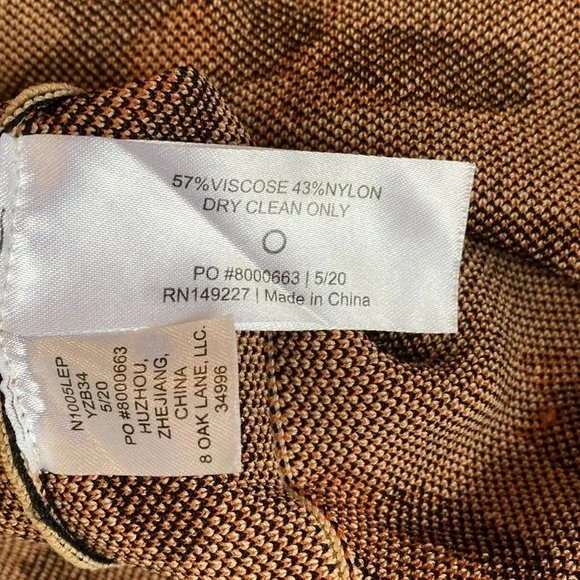 57%VISCOSE 43%NYLON
DRY CLEAN ONLY
PO #8000663 | 5/20
RN149227 | Made in China
N1005LEP
YZB34
5/20
PO #8000663
HUZHOU,
ZHEJIANG,
CHINA
8 OAK LANE, LLC.
34996